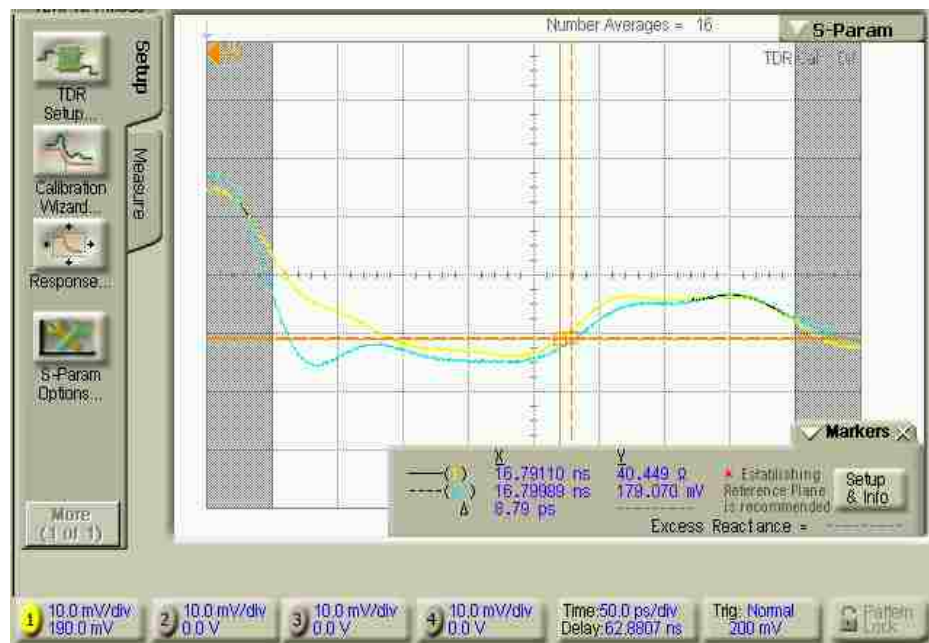 Number Averages = 16
S-Param
TDR Cal
Setup
Measure
TDR
Setup...
Calibration
Wizard...
Response...
S-Param
Options...
More
(1 of 1)
Markers
X Y
16.79110 ns 40.449 Ω
16.79989 ns 179.070 mV
Δ 8.79 ps
* Establishing
Reference Plane
is recommended
Setup
& Info
Excess Reactance =
1 10.0 mV/div
190.0 mV
2 10.0 mV/div
0.0 V
3 10.0 mV/div
0.0 V
4 10.0 mV/div
0.0 V
Time:50.0 ps/div
Delay:62.8807 ns
Trig: Normal
200 mV
Pattern
Lock